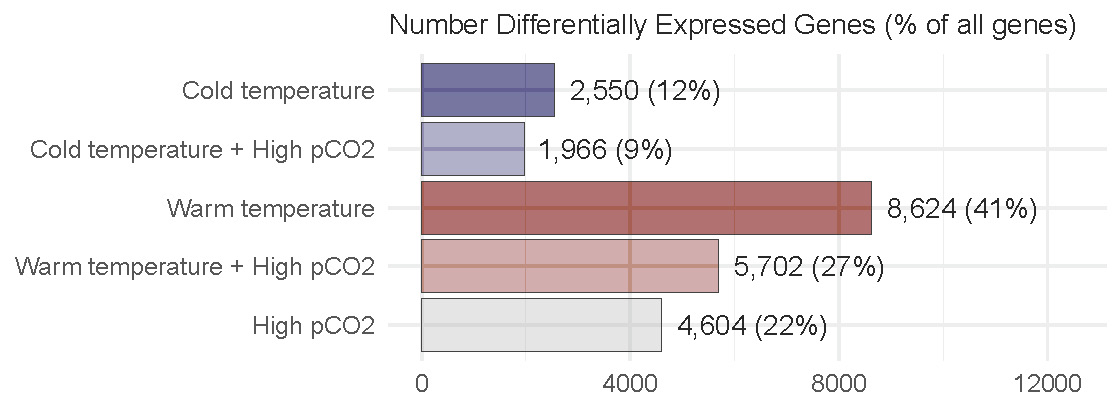 Number Differentially Expressed Genes (% of all genes)
Cold temperature 2,550 (12%)
Cold temperature + High pCO2 1,966 (9%)
Warm temperature 8,624 (41%)
Warm temperature + High pCO2 5,702 (27%)
High pCO2 4,604 (22%)
0 4000 8000 12000